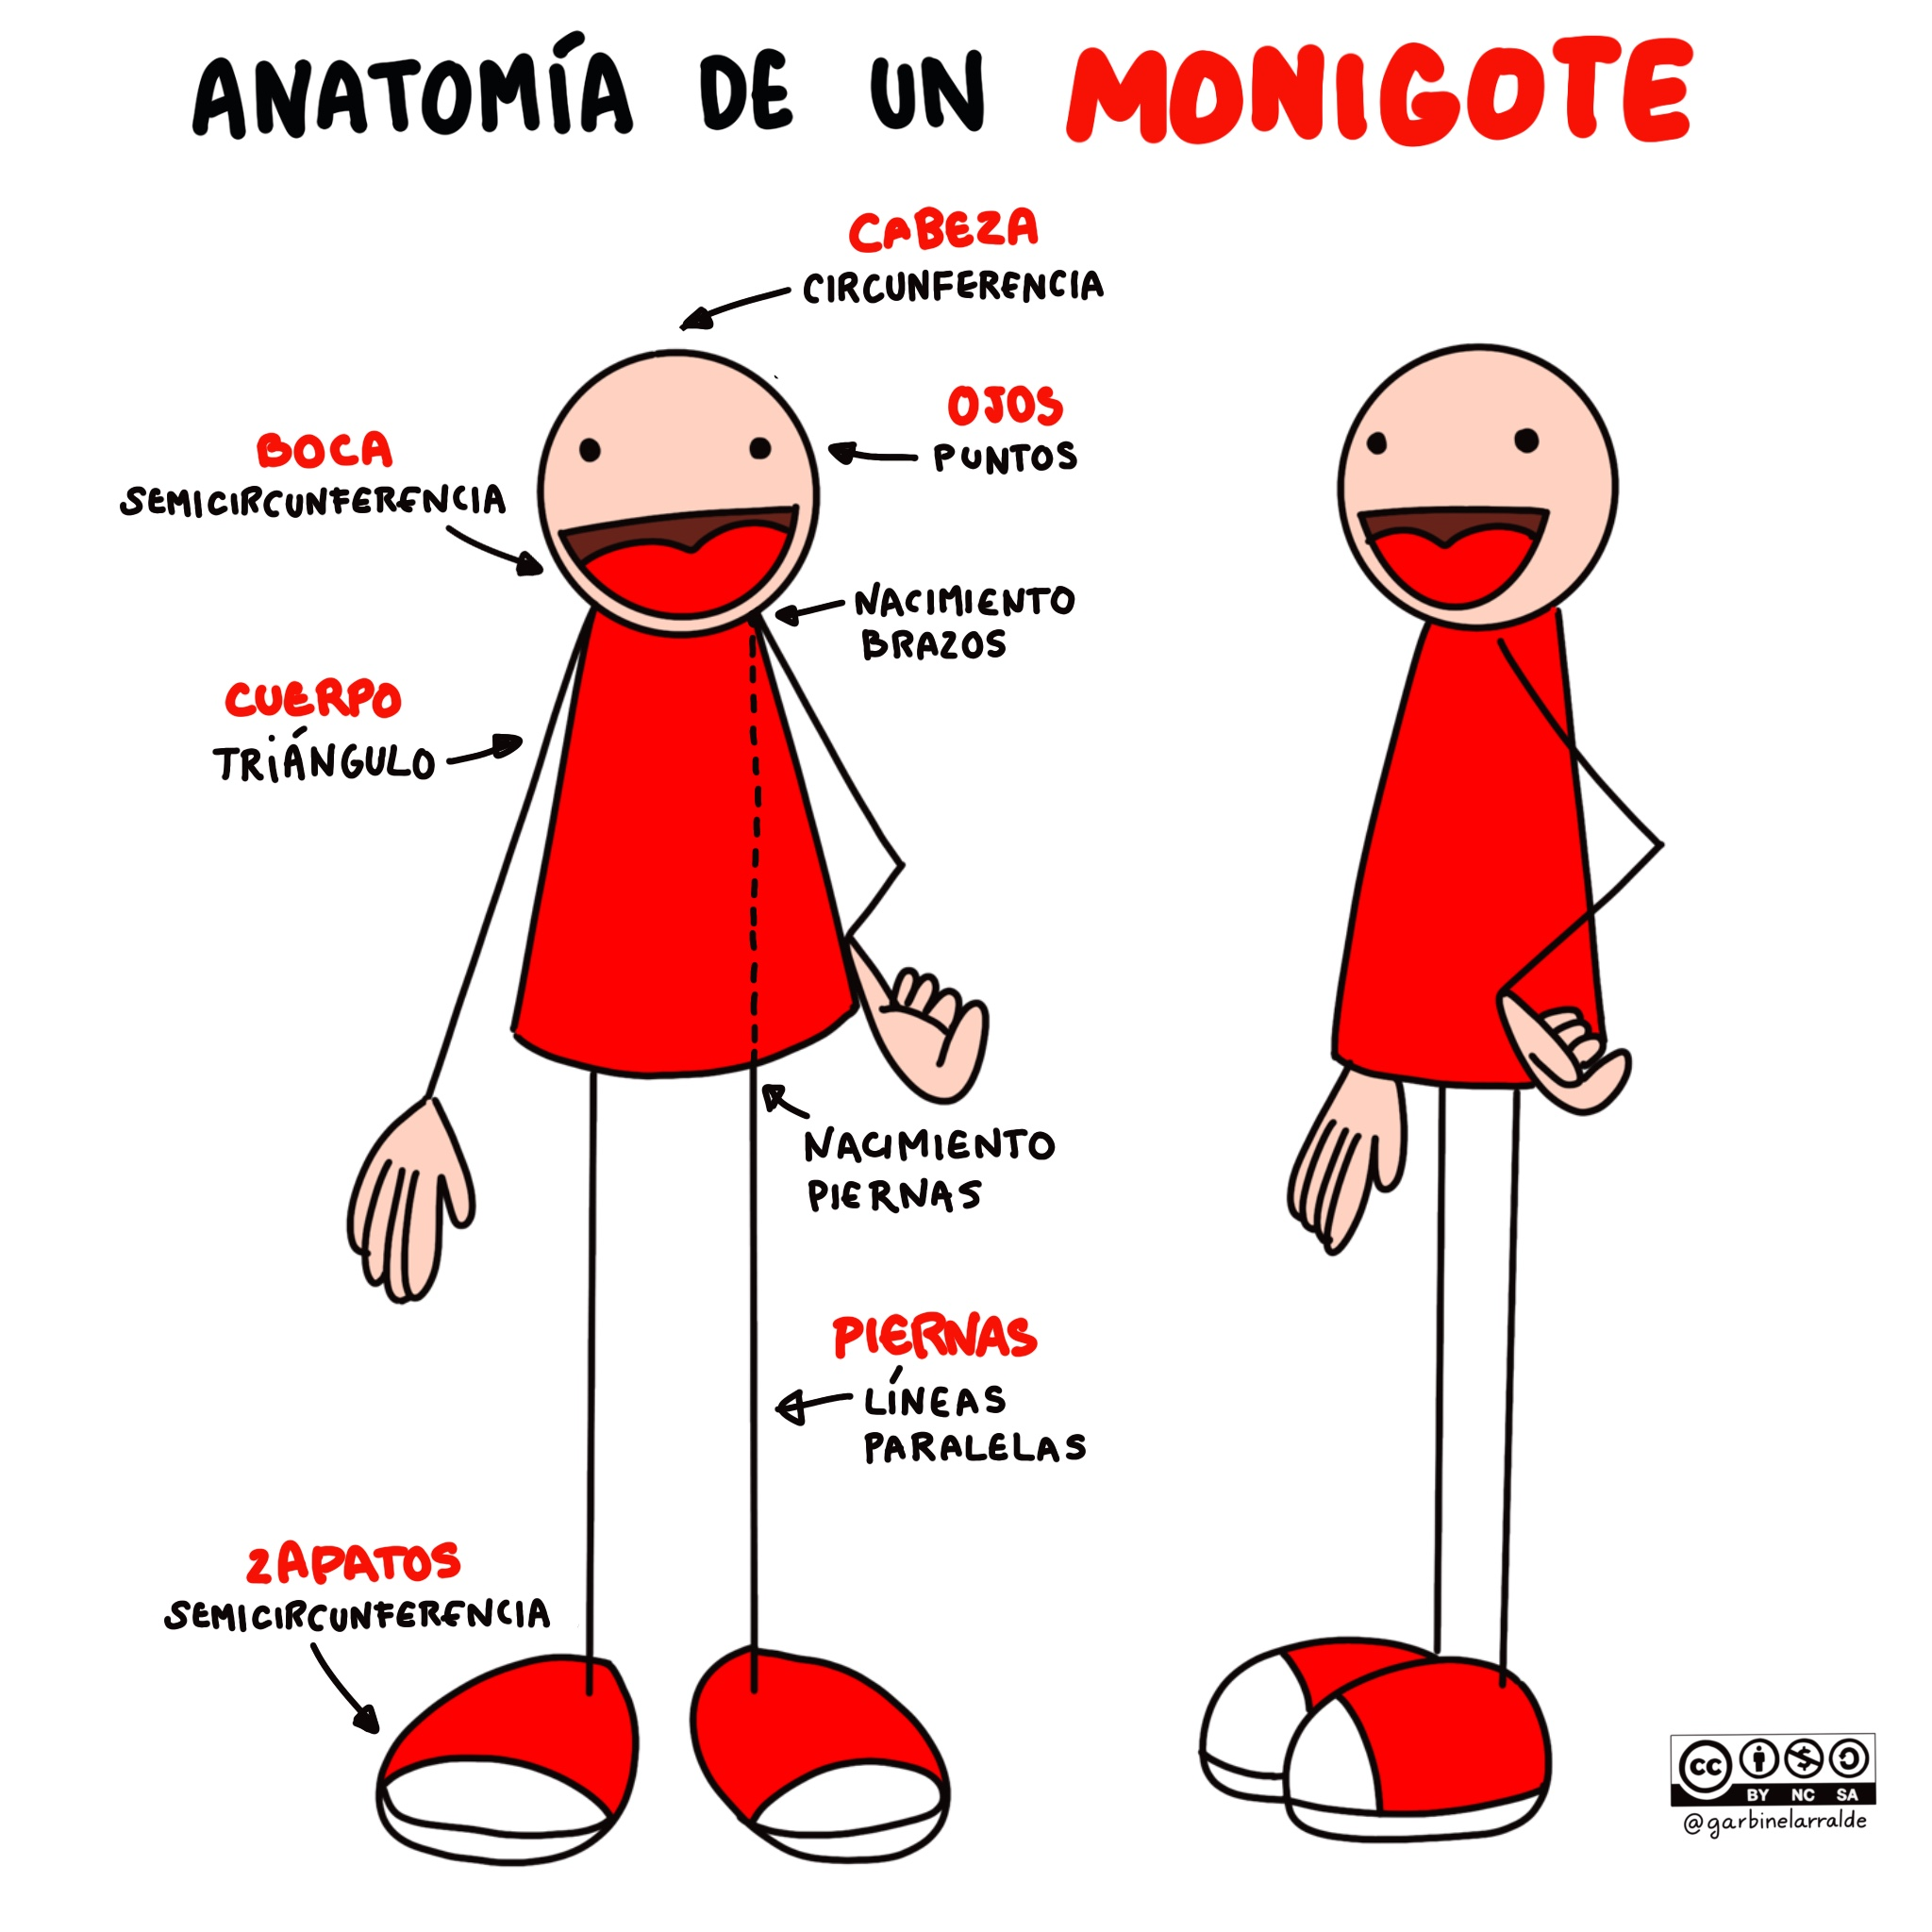 ANATOMÍA DE UN MONIGOTE
CABEZA
CIRCUNFERENCIA
OJOS
PUNTOS
BOCA
SEMICIRCUNFERENCIA
NACIMIENTO
BRAZOS
CUERPO
TRIÁNGULO
NACIMIENTO
PIERNAS
PIERNAS
LÍNEAS
PARALELAS
ZAPATOS
SEMICIRCUNFERENCIA
cc
BY NC SA
@garbinelarralde